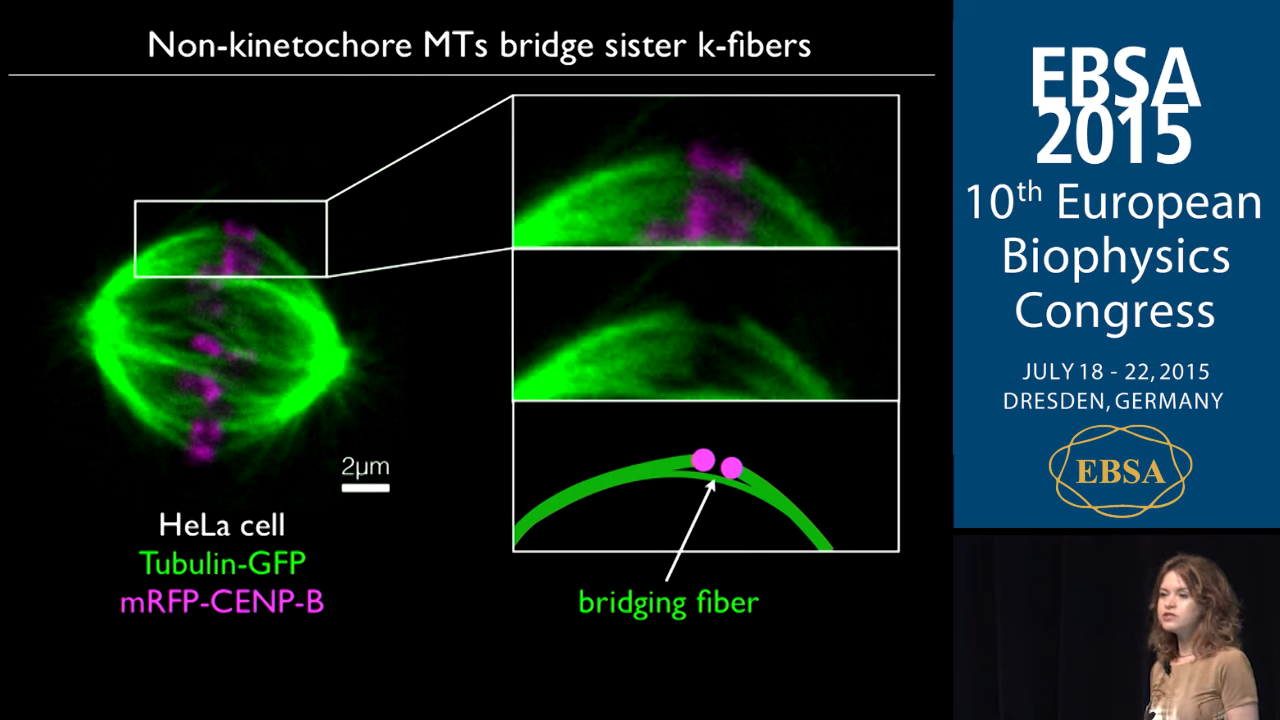 Non-kinetochore MTs bridge sister k-fibers
2μm
HeLa cell
Tubulin-GFP
mRFP-CENP-B
bridging fiber
EBSA
2015
10th European
Biophysics
Congress
JULY 18 - 22, 2015
DRESDEN, GERMANY
EBSA